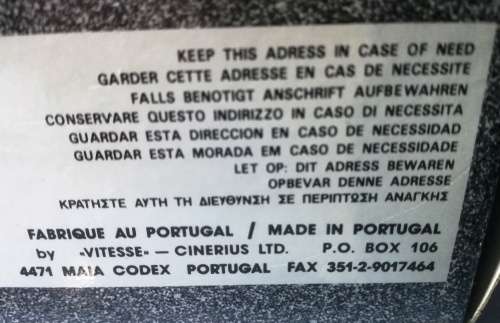 KEEP THIS ADRESS IN CASE OF NEED
GARDER CETTE ADRESSE EN CAS DE NECESSITE
FALLS BENOTIGT ANSCHRIFT AUFBEWAHREN
CONSERVARE QUESTO INDIRIZZO IN CASO DI NECESSITA
GUARDAR ESTA DIRECCION EN CASO DE NECESSIDAD
GUARDAR ESTA MORADA EM CASO DE NECESSIDADE
LET OP: DIT ADRESS BEWAREN
OPBEVAR DENNE ADRESSE
ΚΡΑΤΗΣΤΕ ΑΥΤΗ ΤΗ ΔΙΕΥΘΥΝΣΗ ΣΕ ΠΕΡΙΠΤΩΣΗ ΑΝΑΓΚΗΣ
FABRIQUE AU PORTUGAL / MADE IN PORTUGAL
by «VITESSE» — CINERIUS LTD. P.O. BOX 106
4471 MAIA CODEX PORTUGAL FAX 351-2-9017464